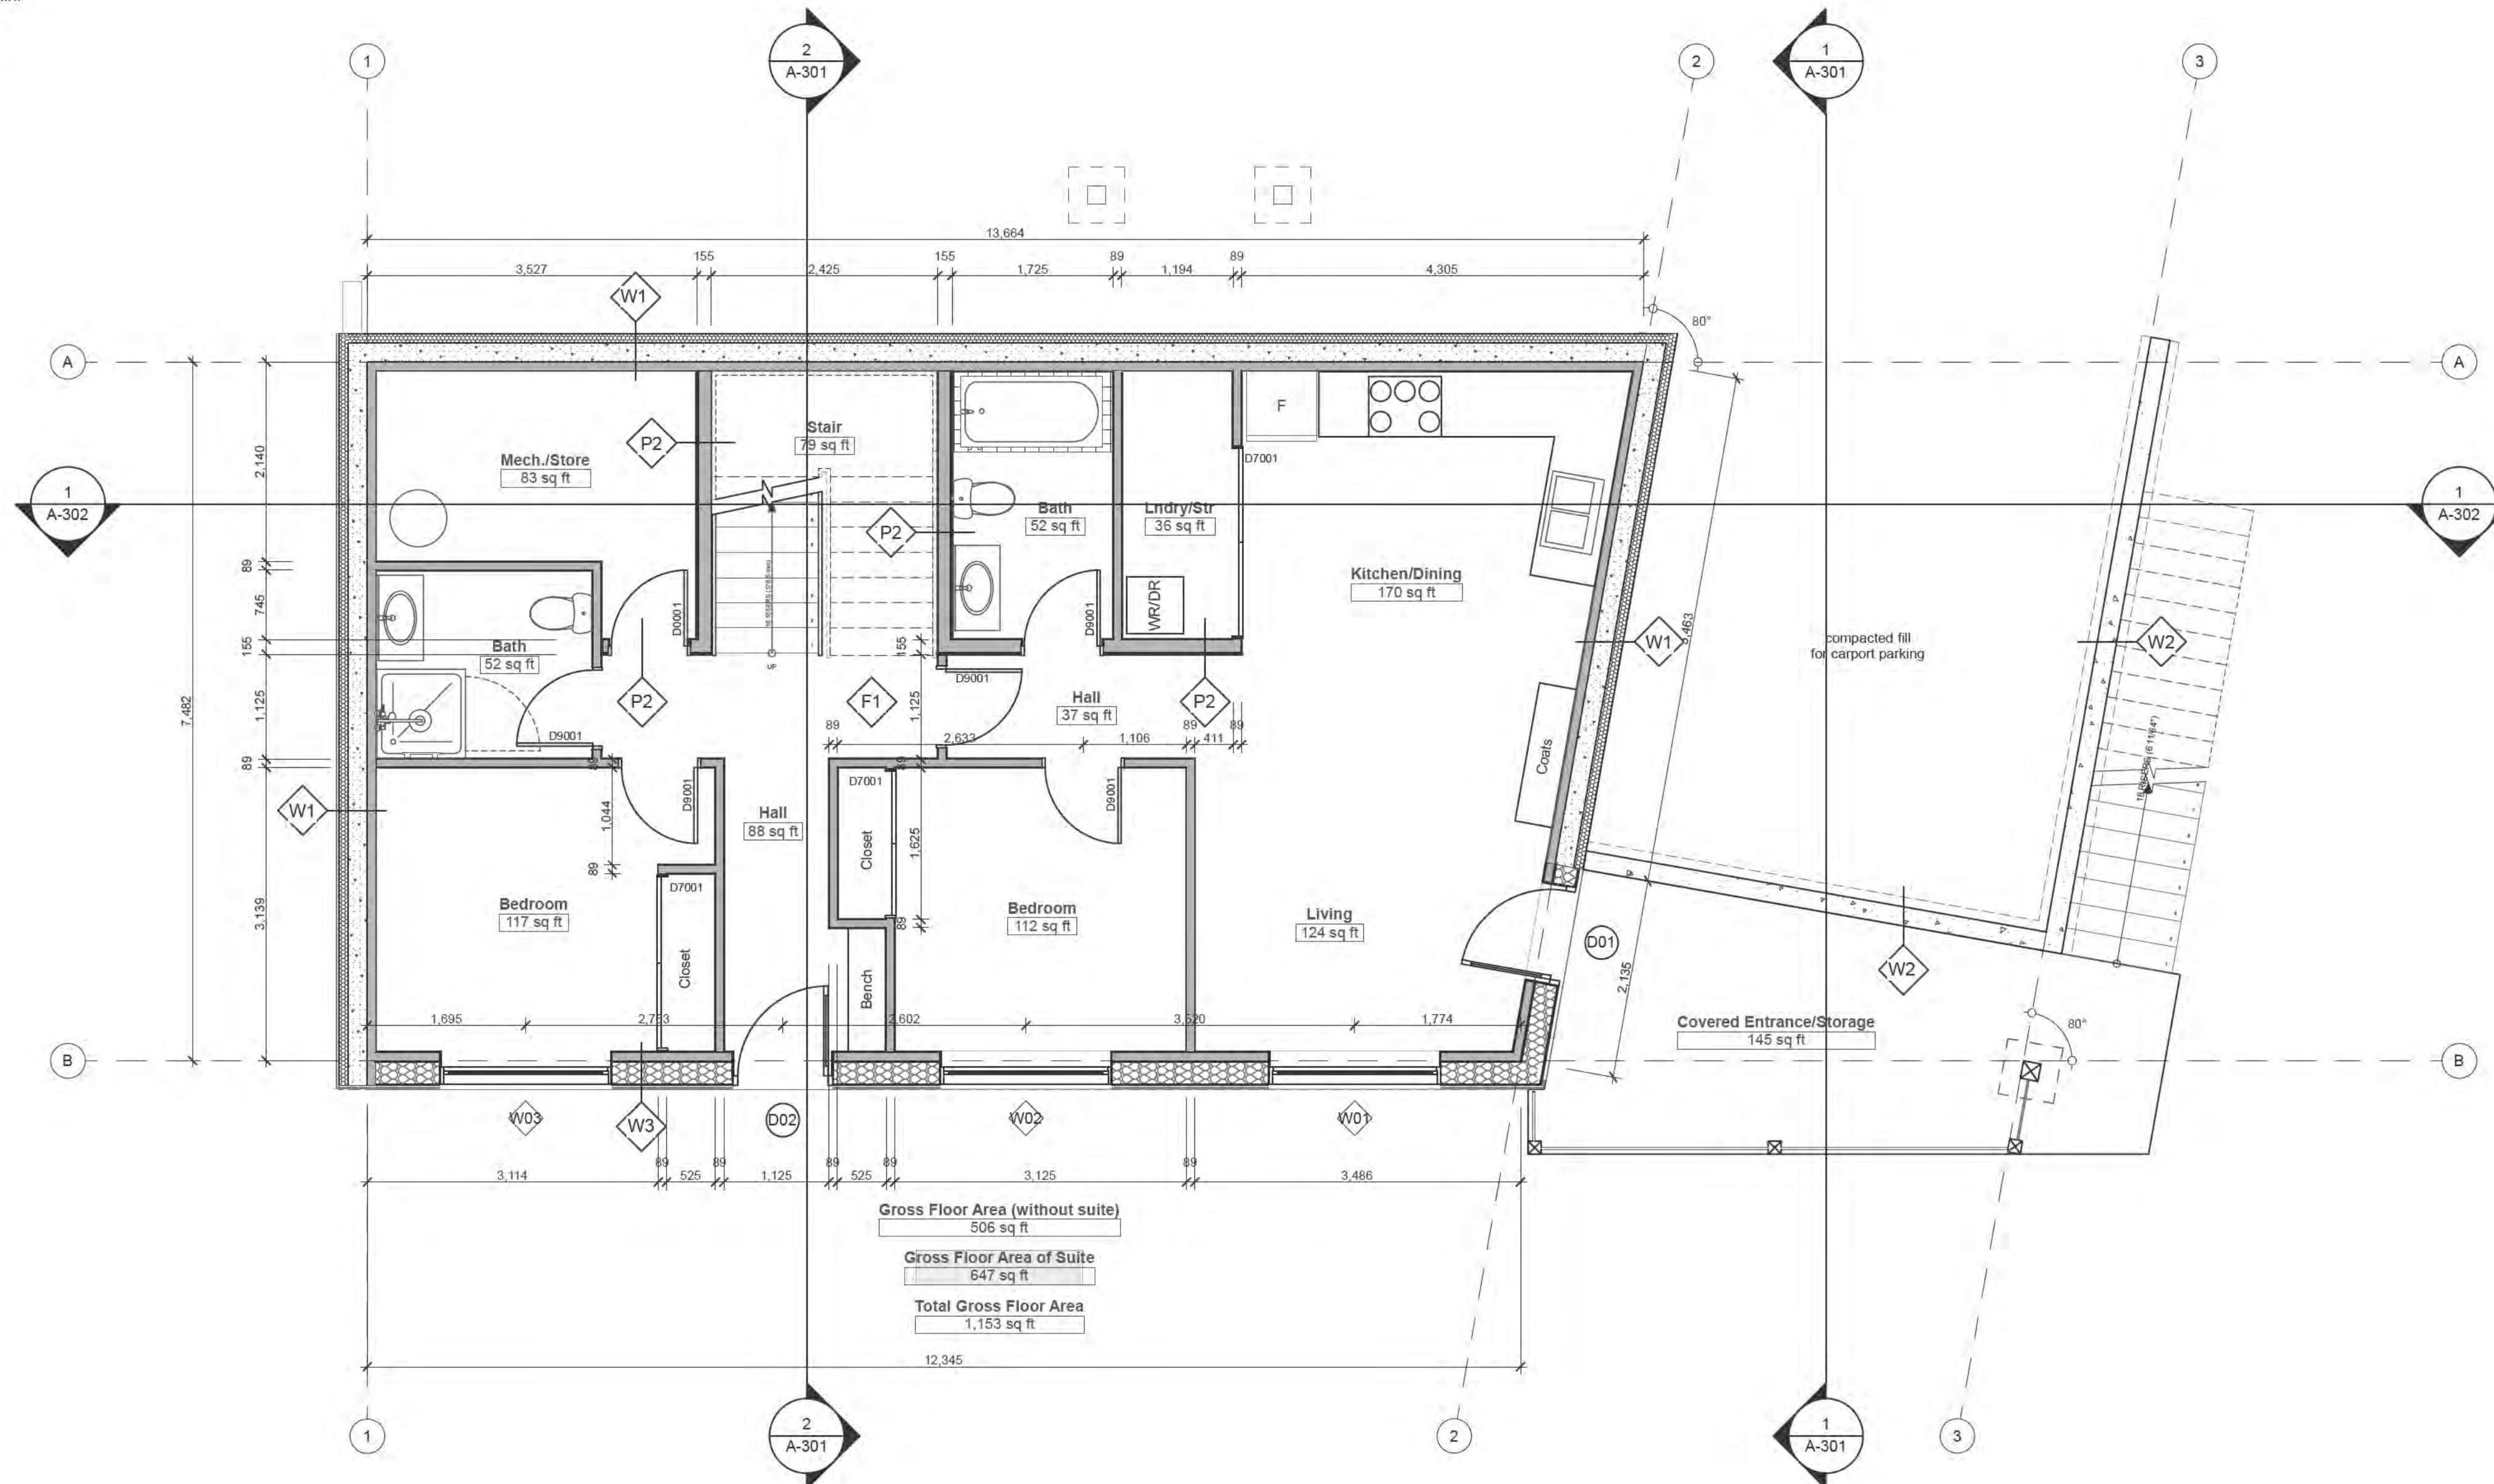 1
2
A-301
2
1
A-301
3
13,664
155
155
89
89
3,527
2,425
1,725
1,194
4,305
W1
80°
A
A
Stair
79 sq ft
F
P2
Mech./Store
83 sq ft
2,140
D7001
1
A-302
1
A-302
Bath
52 sq ft
Lndry/Str
36 sq ft
P2
89
Kitchen/Dining
170 sq ft
WR/DR
745
D0001
D9001
W1
compacted fill
for carport parking
W2
155
Bath
52 sq ft
155
UP
D9001
7,482
1,125
P2
F1
1,125
Hall
37 sq ft
P2
89
89
89
2,633
1,106
411
D9001
Coats
89
89
89
D7001
W1
1,044
D9001
Hall
88 sq ft
D9001
Closet
1,625
89
D7001
3,139
Bedroom
117 sq ft
Bedroom
112 sq ft
Living
124 sq ft
89
D01
Closet
Bench
W2
2,135
1,695
2,602
1,774
Covered Entrance/Storage
145 sq ft
80°
B
B
W03
W3
D02
W02
W01
89
89
89
89
89
3,114
525
1,125
525
3,125
3,486
Gross Floor Area (without suite)
506 sq ft
Gross Floor Area of Suite
647 sq ft
Total Gross Floor Area
1,153 sq ft
12,345
1
2
A-301
2
1
A-301
3